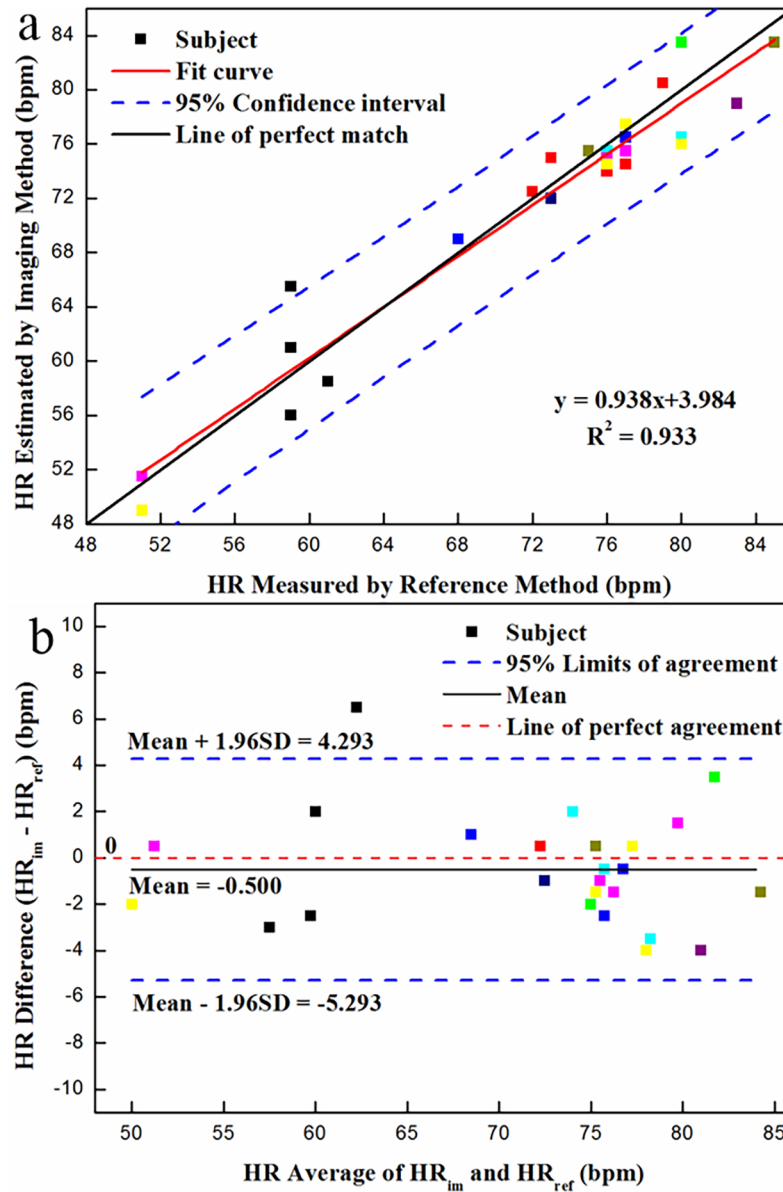 a
Subject
Fit curve
95% Confidence interval
Line of perfect match
y = 0.938x+3.984
R² = 0.933
HR Estimated by Imaging Method (bpm)
84
80
76
72
68
64
60
56
52
48
48 52 56 60 64 68 72 76 80 84
HR Measured by Reference Method (bpm)
b
Subject
95% Limits of agreement
Mean
Line of perfect agreement
Mean + 1.96SD = 4.293
0
Mean = -0.500
Mean - 1.96SD = -5.293
HR Difference (HR_im - HR_ref) (bpm)
10
8
6
4
2
0
-2
-4
-6
-8
-10
50 55 60 65 70 75 80 85
HR Average of HR_im and HR_ref (bpm)